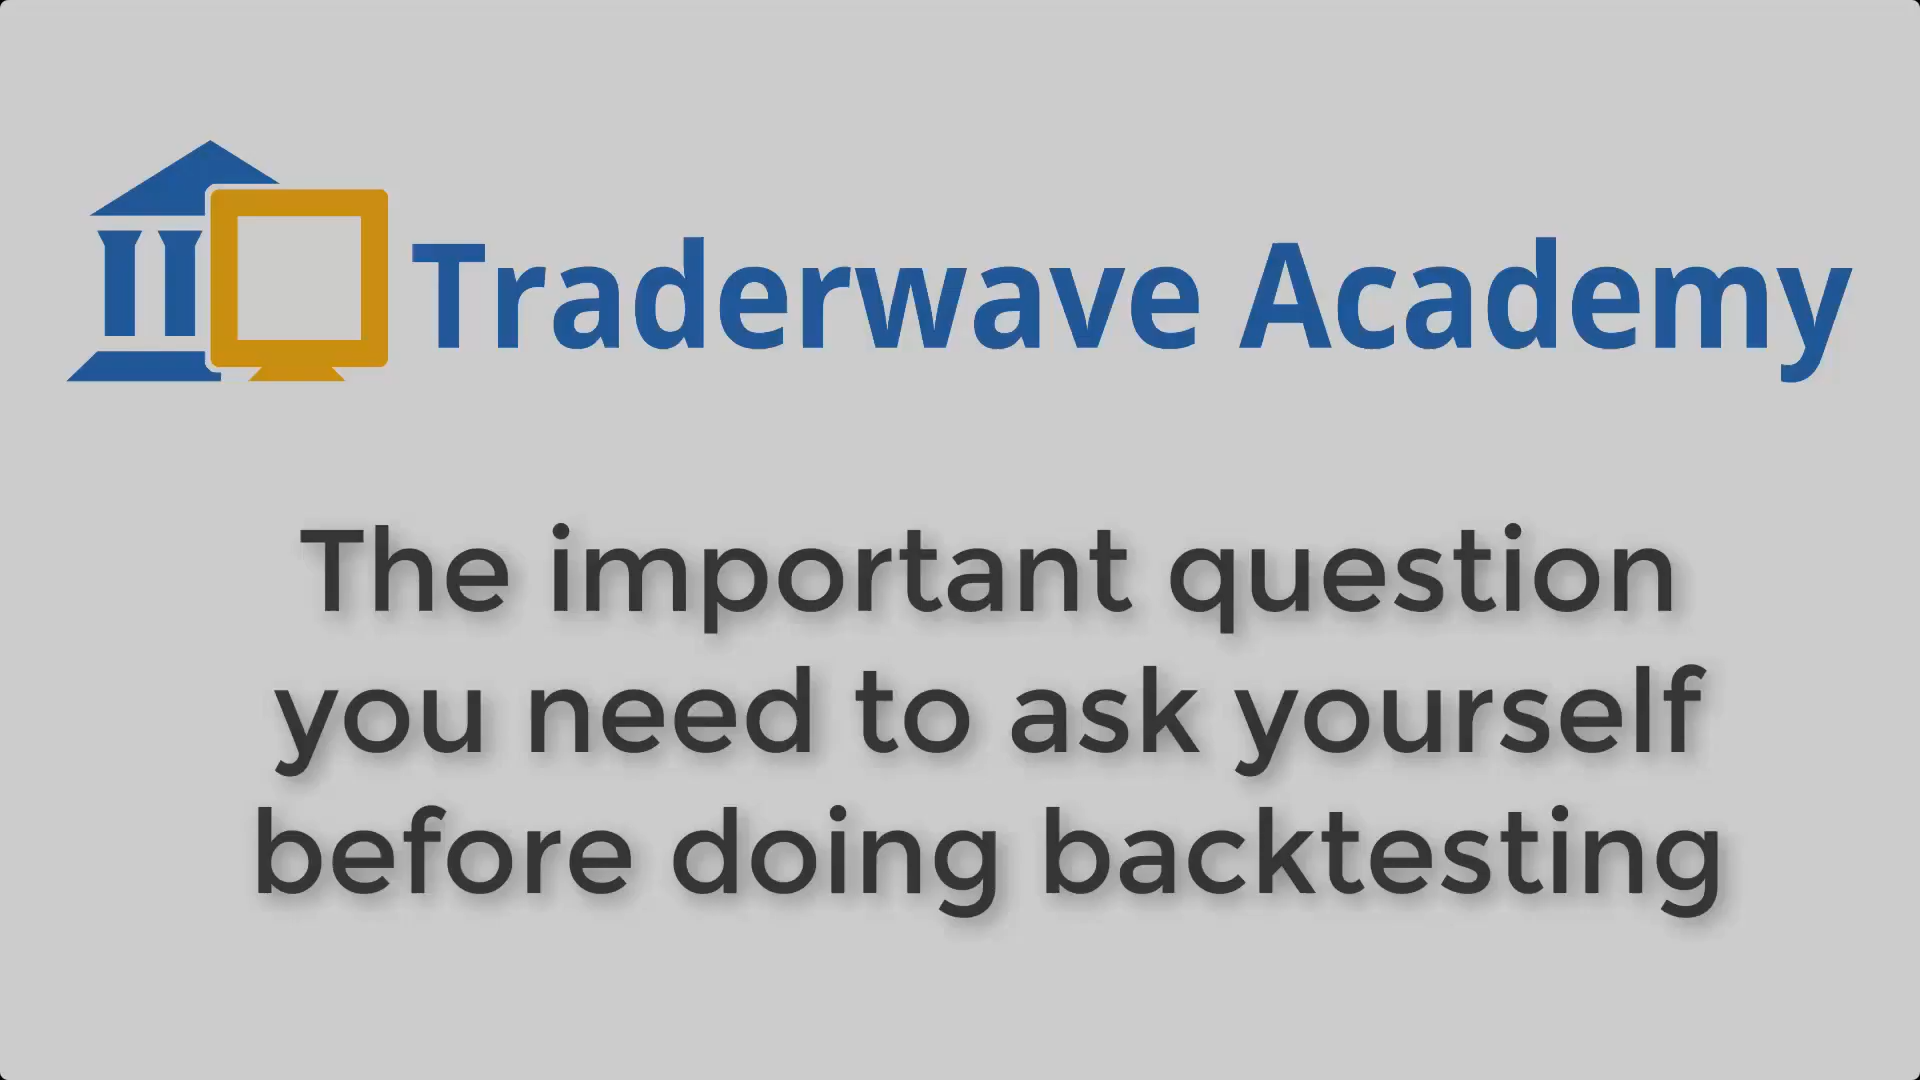 Traderwave Academy
The important question
you need to ask yourself
before doing backtesting